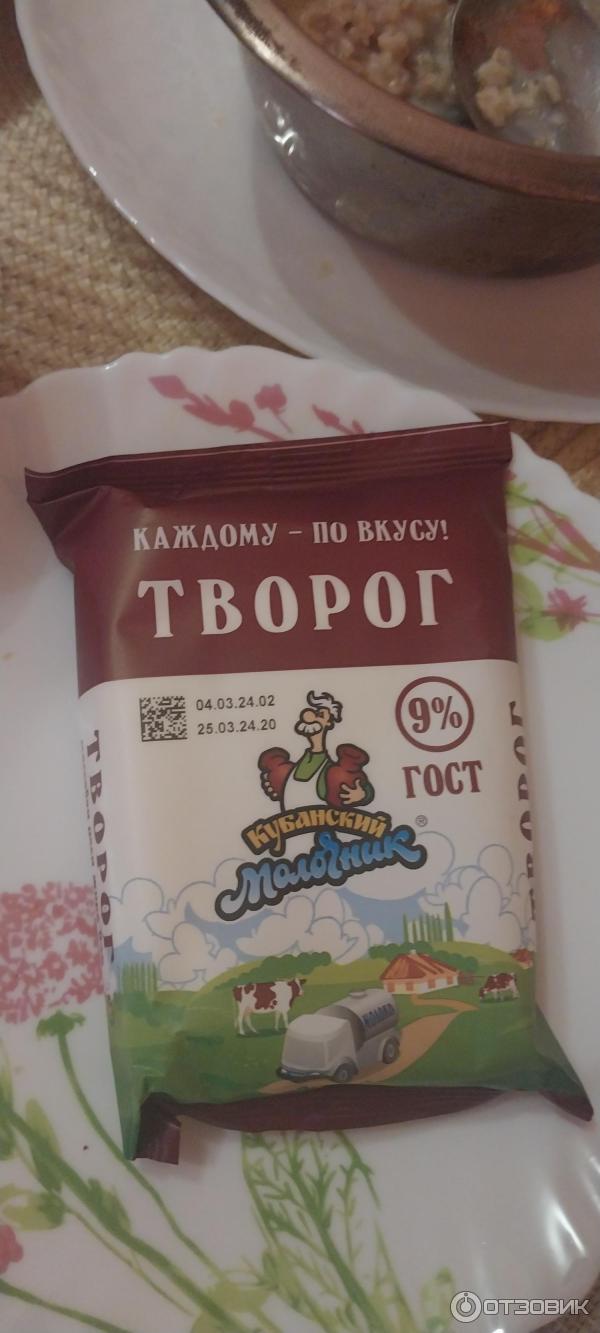 КАЖДОМУ – ПО ВКУСУ!
ТВОРОГ
04.03.24.02
25.03.24.20
9%
ГОСТ
КУБАНСКИЙ
МОЛОЧНИК®
МОЛОКО
ТВОРОГ
ТВОРОГ
ОТЗОВИК